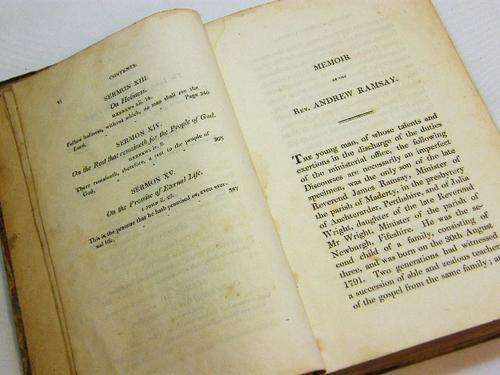 vi
CONTENTS.
SERMON XIII.
On Holiness.
HEBREWS xii. 14.
Follow holiness, without which, no man shall see the
Lord. Page 240
SERMON XIV.
On the Rest that remaineth for the People of God.
HEBREWS iv. 9.
There remaineth, therefore, a rest to the people of
God,
SERMON XV.
On the Promise of Eternal Life.
1 JOHN ii. 25.
This is the promise that he hath promised us, even eter-
nal life,
MEMOIR
OF THE
REV. ANDREW RAMSAY.
THE young man, of whose talents and
exertions in the discharge of the duties
of the ministerial office, the following
Discourses are necessarily an imperfect
specimen, was the only son of the late
Reverend James Ramsay, Minister of
the parish of Maderty, in the presbytery
of Auchterarder, Perthshire, and of Julia
Wright, daughter of the late Reverend
Mr Wright, Minister of the parish of
Newburgh, Fifeshire. He was the se-
cond child of a family, consisting of
three, and was born on the 20th August
1791. Two generations had witnessed
a succession of able and zealous teachers
of the gospel from the same family;